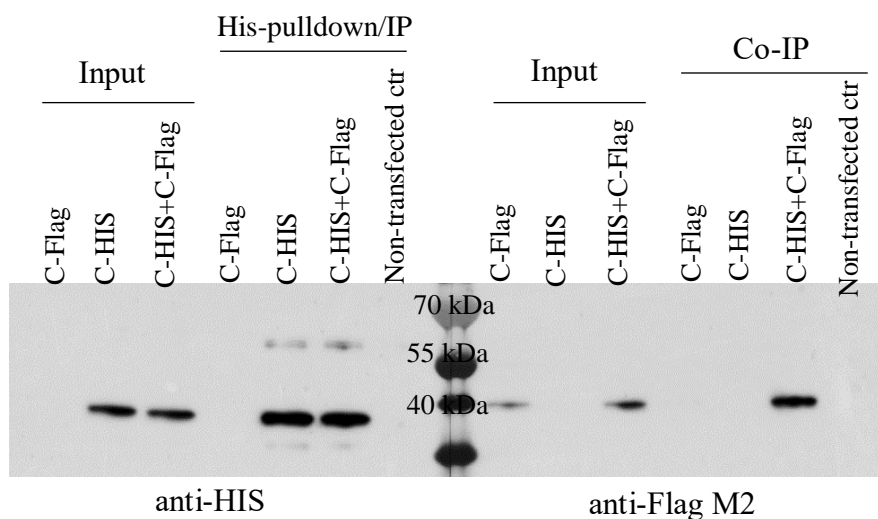 His-pulldown/IP
Input
C-Flag
C-HIS
C-HIS+C-Flag
C-Flag
C-HIS
C-HIS+C-Flag
Non-transfected ctr
Input
Co-IP
C-Flag
C-HIS
C-HIS+C-Flag
C-Flag
C-HIS
C-HIS+C-Flag
Non-transfected ctr
70 kDa
55 kDa
40 kDa
anti-HIS
anti-Flag M2